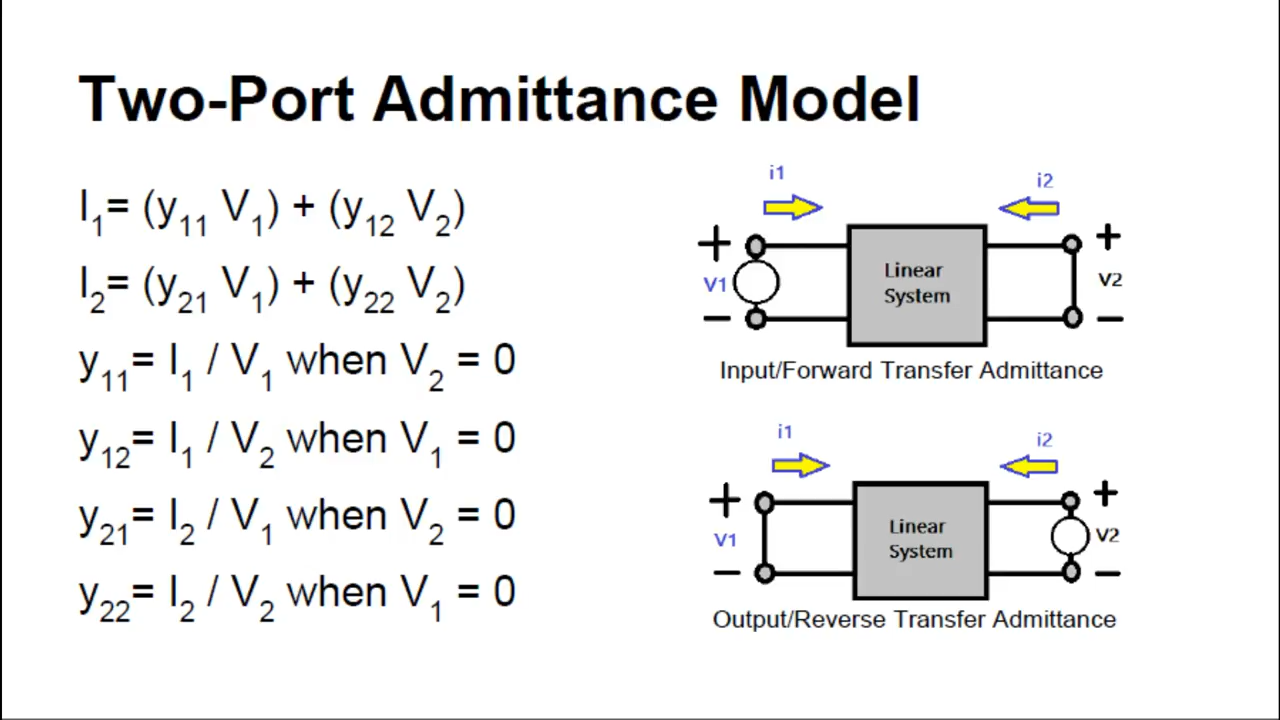 Two-Port Admittance Model
I₁= (y₁₁ V₁) + (y₁₂ V₂)
I₂= (y₂₁ V₁) + (y₂₂ V₂)
y₁₁= I₁ / V₁ when V₂ = 0
y₁₂= I₁ / V₂ when V₁ = 0
y₂₁= I₂ / V₁ when V₂ = 0
y₂₂= I₂ / V₂ when V₁ = 0
i1
i2
+
+
V1
Linear
System
V2
−
−
Input/Forward Transfer Admittance
i1
i2
+
+
V1
Linear
System
V2
−
−
Output/Reverse Transfer Admittance